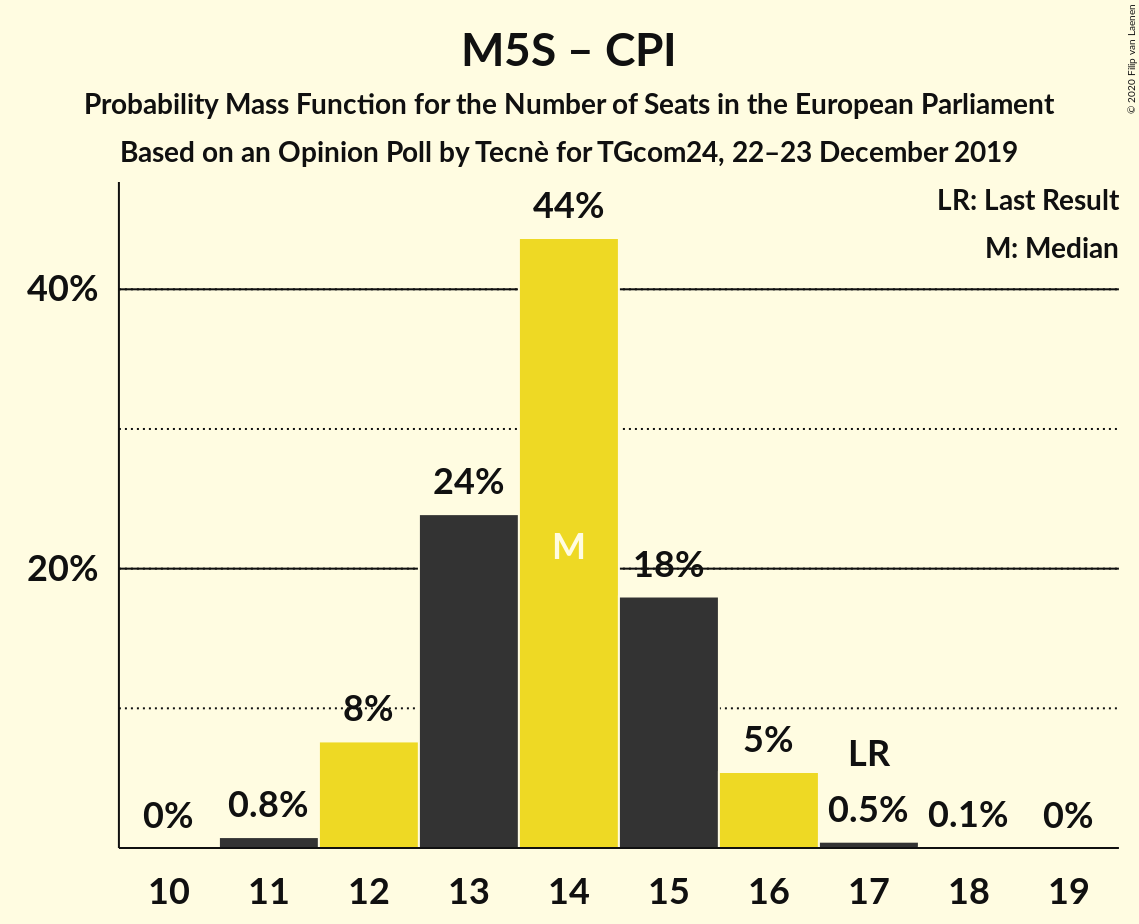 M5S – CPI
Probability Mass Function for the Number of Seats in the European Parliament
Based on an Opinion Poll by Tecnè for TGcom24, 22–23 December 2019
© 2020 Filip van Laenen
LR: Last Result
M: Median
44%
40%
24%
M
20%
18%
8%
5%
LR
0%
0.8%
0.5%
0.1%
0%
10 11 12 13 14 15 16 17 18 19